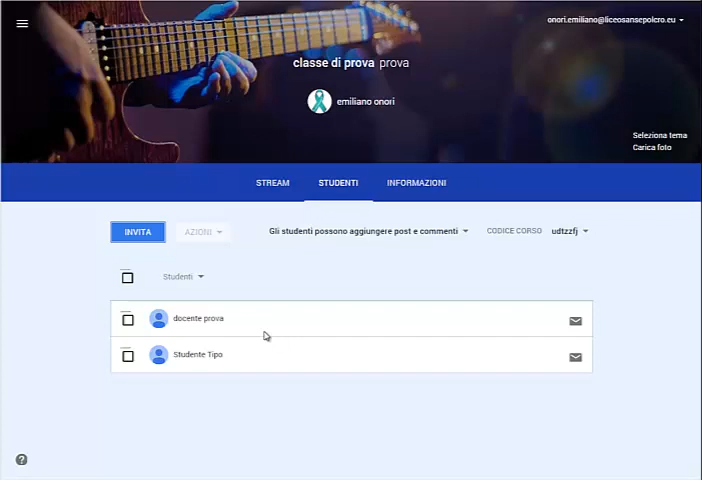 onori.emiliano@liceosansepolcro.eu
classe di prova prova
emiliano onori
Seleziona tema
Carica foto
STREAM STUDENTI INFORMAZIONI
INVITA AZIONI Gli studenti possono aggiungere post e commenti CODICE CORSO udtzzfj
Studenti
docente prova
Studente Tipo